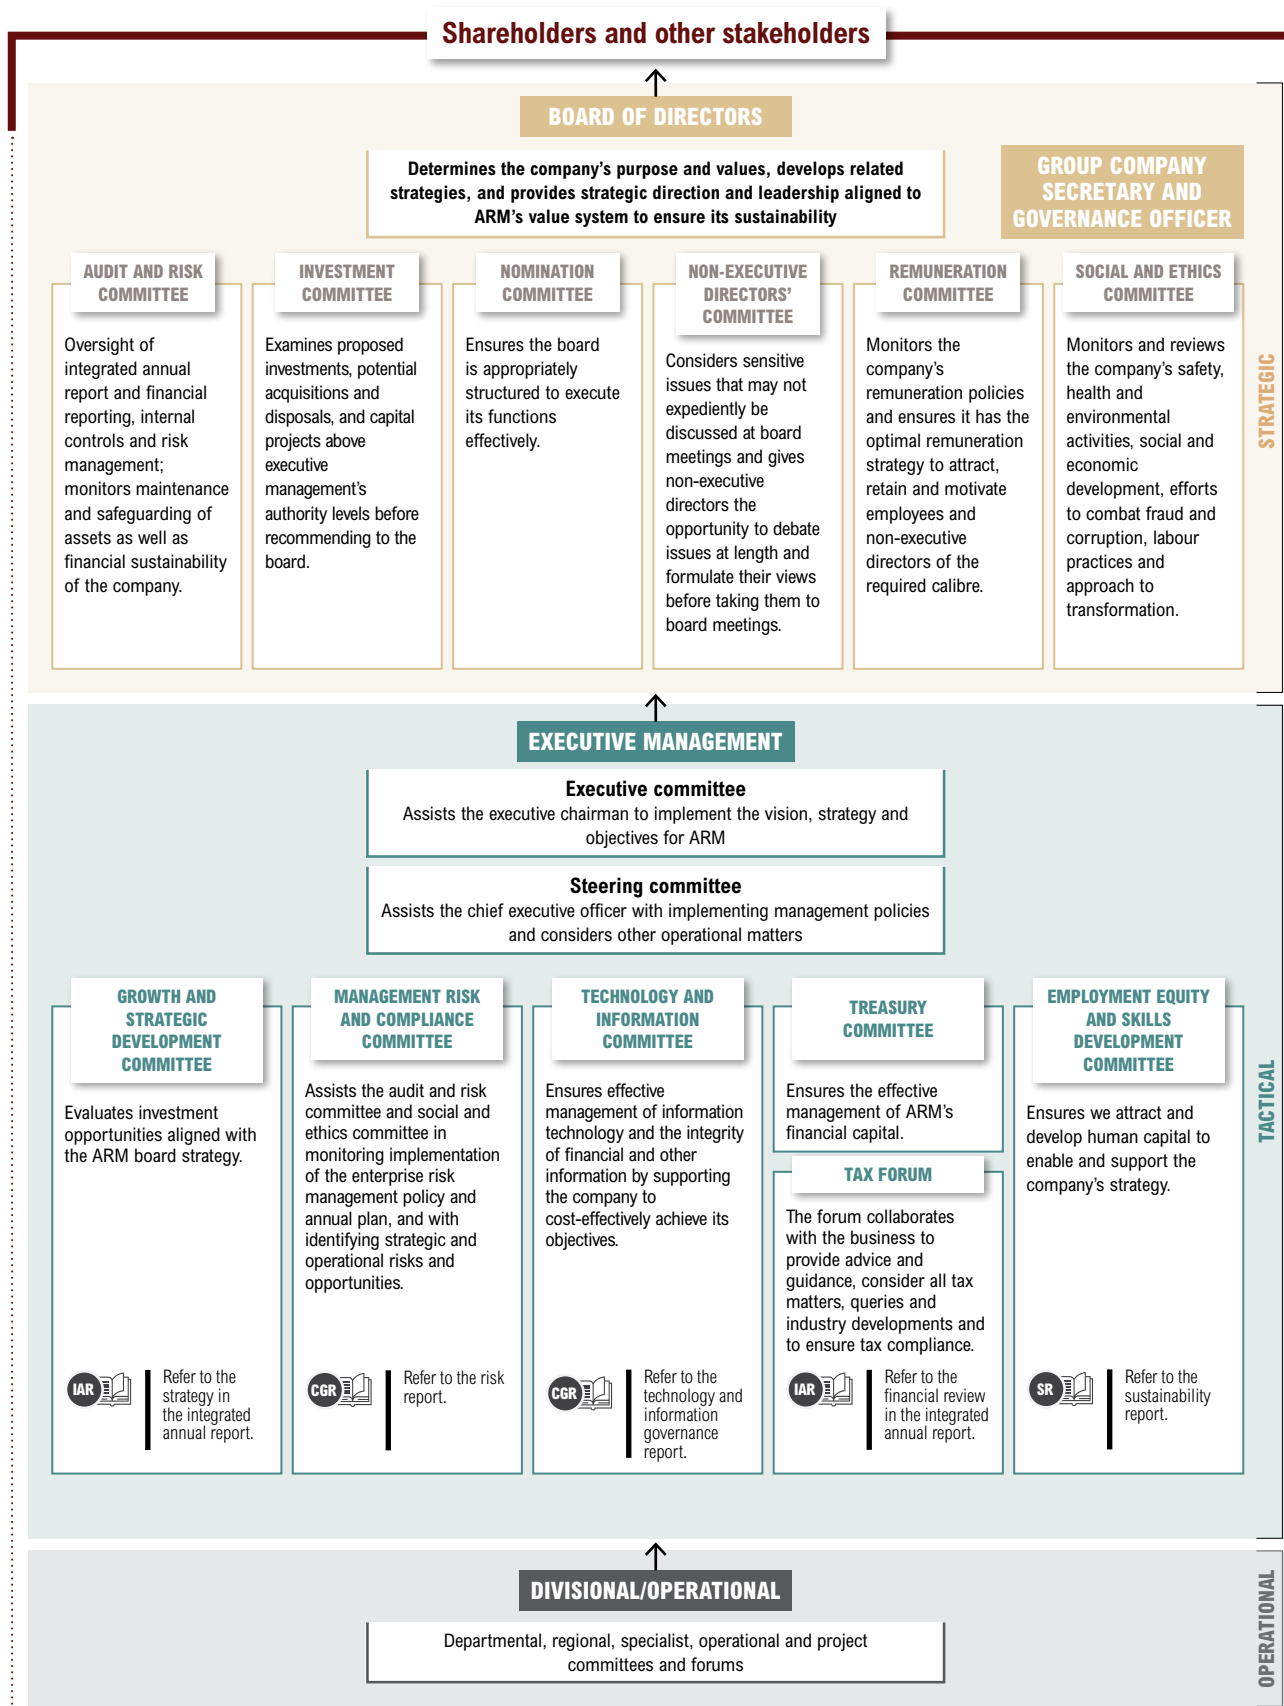 Shareholders and other stakeholders
BOARD OF DIRECTORS
Determines the company’s purpose and values, develops related
strategies, and provides strategic direction and leadership aligned to
ARM’s value system to ensure its sustainability
GROUP COMPANY
SECRETARY AND
GOVERNANCE OFFICER
AUDIT AND RISK
COMMITTEE
Oversight of
integrated annual
report and financial
reporting, internal
controls and risk
management;
monitors maintenance
and safeguarding of
assets as well as
financial sustainability
of the company.
INVESTMENT
COMMITTEE
Examines proposed
investments, potential
acquisitions and
disposals, and capital
projects above
executive
management’s
authority levels before
recommending to the
board.
NOMINATION
COMMITTEE
Ensures the board
is appropriately
structured to execute
its functions
effectively.
NON-EXECUTIVE
DIRECTORS’
COMMITTEE
Considers sensitive
issues that may not
expediently be
discussed at board
meetings and gives
non-executive
directors the
opportunity to debate
issues at length and
formulate their views
before taking them to
board meetings.
REMUNERATION
COMMITTEE
Monitors the
company’s
remuneration policies
and ensures it has the
optimal remuneration
strategy to attract,
retain and motivate
employees and
non-executive
directors of the
required calibre.
SOCIAL AND ETHICS
COMMITTEE
Monitors and reviews
the company’s safety,
health and
environmental
activities, social and
economic
development, efforts
to combat fraud and
corruption, labour
practices and
approach to
transformation.
STRATEGIC
EXECUTIVE MANAGEMENT
Executive committee
Assists the executive chairman to implement the vision, strategy and
objectives for ARM
Steering committee
Assists the chief executive officer with implementing management policies
and considers other operational matters
GROWTH AND
STRATEGIC
DEVELOPMENT
COMMITTEE
Evaluates investment
opportunities aligned with
the ARM board strategy.
IAR
Refer to the
strategy in
the integrated
annual report.
MANAGEMENT RISK
AND COMPLIANCE
COMMITTEE
Assists the audit and risk
committee and social and
ethics committee in
monitoring implementation
of the enterprise risk
management policy and
annual plan, and with
identifying strategic and
operational risks and
opportunities.
CGR
Refer to the risk
report.
TECHNOLOGY AND
INFORMATION
COMMITTEE
Ensures effective
management of information
technology and the integrity
of financial and other
information by supporting
the company to
cost-effectively achieve its
objectives.
CGR
Refer to the
technology and
information
governance
report.
TREASURY
COMMITTEE
Ensures the effective
management of ARM’s
financial capital.
TAX FORUM
The forum collaborates
with the business to
provide advice and
guidance, consider all tax
matters, queries and
industry developments and
to ensure tax compliance.
IAR
Refer to the
financial review
in the integrated
annual report.
EMPLOYMENT EQUITY
AND SKILLS
DEVELOPMENT
COMMITTEE
Ensures we attract and
develop human capital to
enable and support the
company’s strategy.
SR
Refer to the
sustainability
report.
TACTICAL
DIVISIONAL/OPERATIONAL
Departmental, regional, specialist, operational and project
committees and forums
OPERATIONAL